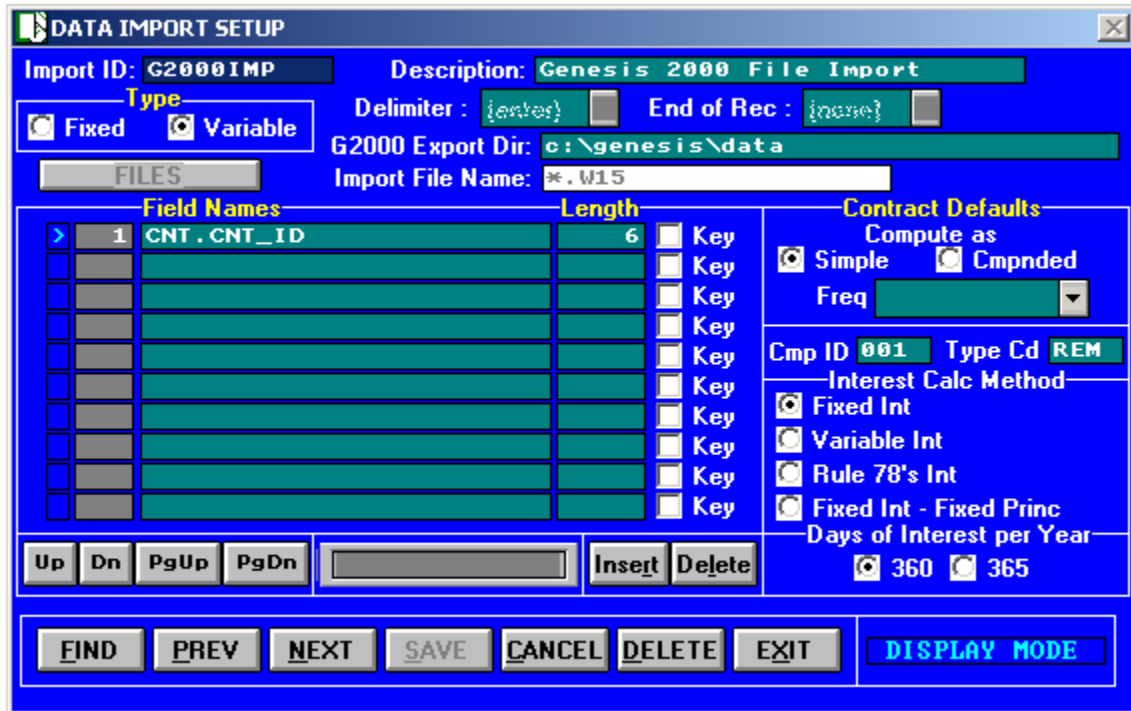 DATA IMPORT SETUP
Import ID: G2000IMP Description: Genesis 2000 File Import
Type
Fixed Variable
Delimiter : {enter} End of Rec : {none}
G2000 Export Dir: c:\genesis\data
FILES
Import File Name: *.W15
Field Names Length
> 1 CNT.CNT_ID 6 Key
Key
Key
Key
Key
Key
Key
Key
Key
Key
Contract Defaults
Compute as
Simple Cmpnded
Freq
Cmp ID 001 Type Cd REM
Interest Calc Method
Fixed Int
Variable Int
Rule 78's Int
Fixed Int - Fixed Princ
Days of Interest per Year
360 365
Up Dn PgUp PgDn Insert Delete
FIND PREV NEXT SAVE CANCEL DELETE EXIT DISPLAY MODE